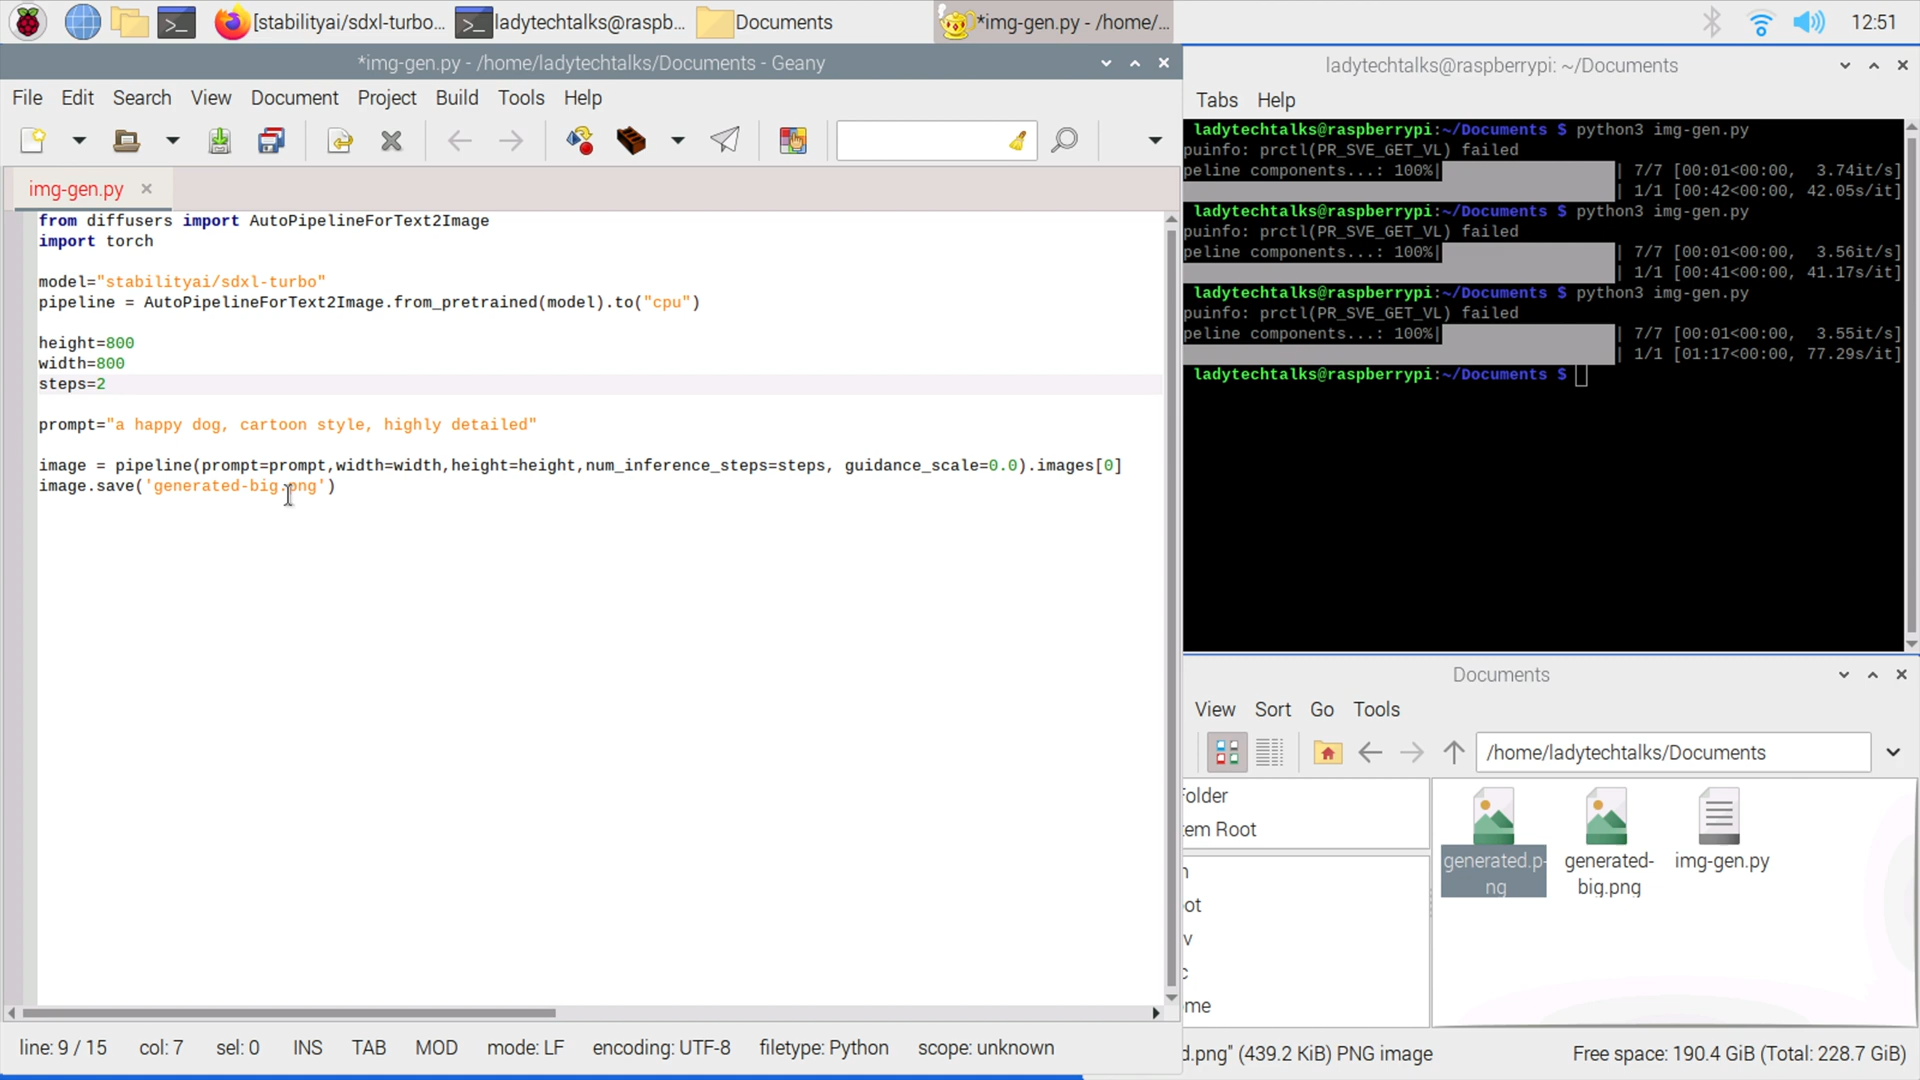 [stabilityai/sdxl-turbo...
ladytechtalks@raspb...
Documents
*img-gen.py - /home/...
12:51
*img-gen.py - /home/ladytechtalks/Documents - Geany
File Edit Search View Document Project Build Tools Help
img-gen.py
from diffusers import AutoPipelineForText2Image
import torch
model="stabilityai/sdxl-turbo"
pipeline = AutoPipelineForText2Image.from_pretrained(model).to("cpu")
height=800
width=800
steps=2
prompt="a happy dog, cartoon style, highly detailed"
image = pipeline(prompt=prompt,width=width,height=height,num_inference_steps=steps, guidance_scale=0.0).images[0]
image.save('generated-big.png')
line: 9 / 15 col: 7 sel: 0 INS TAB MOD mode: LF encoding: UTF-8 filetype: Python scope: unknown
ladytechtalks@raspberrypi: ~/Documents
Tabs Help
ladytechtalks@raspberrypi:~/Documents $ python3 img-gen.py
puinfo: prctl(PR_SVE_GET_VL) failed
peline components...: 100%| | 7/7 [00:01<00:00, 3.74it/s]
| 1/1 [00:42<00:00, 42.05s/it]
ladytechtalks@raspberrypi:~/Documents $ python3 img-gen.py
puinfo: prctl(PR_SVE_GET_VL) failed
peline components...: 100%| | 7/7 [00:01<00:00, 3.56it/s]
| 1/1 [00:41<00:00, 41.17s/it]
ladytechtalks@raspberrypi:~/Documents $ python3 img-gen.py
puinfo: prctl(PR_SVE_GET_VL) failed
peline components...: 100%| | 7/7 [00:01<00:00, 3.55it/s]
| 1/1 [01:17<00:00, 77.29s/it]
ladytechtalks@raspberrypi:~/Documents $
Documents
View Sort Go Tools
/home/ladytechtalks/Documents
Folder
tem Root
n
ot
v
c
me
generated.p-
ng
generated-
big.png
img-gen.py
d.png" (439.2 KiB) PNG image
Free space: 190.4 GiB (Total: 228.7 GiB)